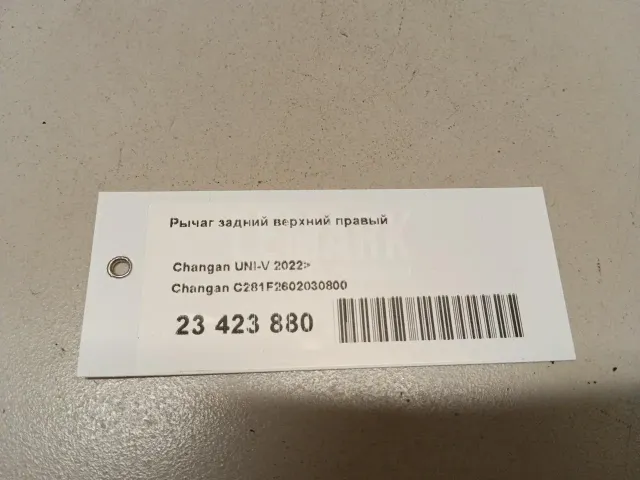 Рычаг задний верхний правый
Changan UNI-V 2022>
Changan C281F2602030800
23 423 880